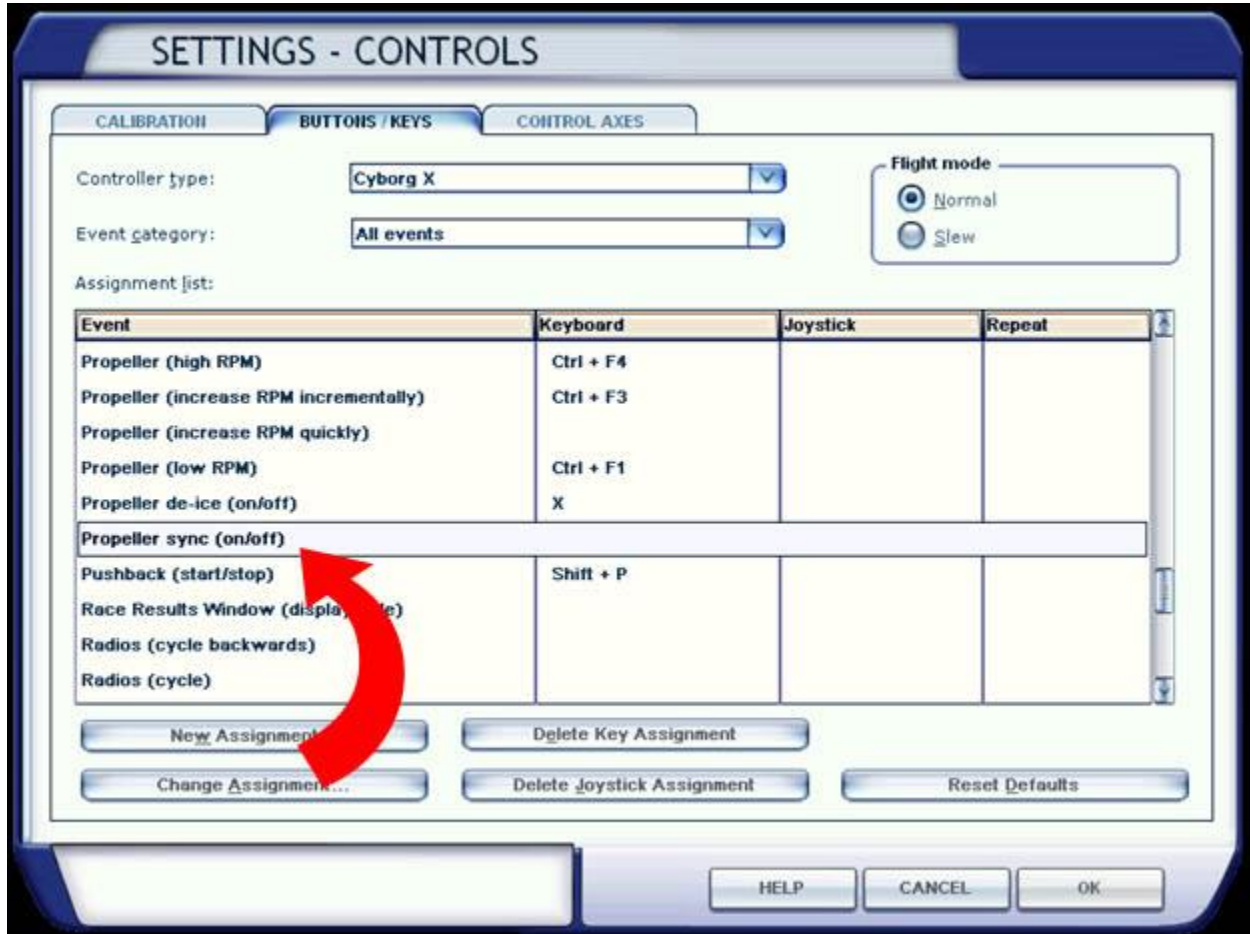 SETTINGS - CONTROLS
CALIBRATION BUTTONS / KEYS CONTROL AXES
Controller type: Cyborg X
Flight mode
Normal
Event category: All events
Slew
Assignment list:
Event Keyboard Joystick Repeat
Propeller (high RPM) Ctrl + F4
Propeller (increase RPM incrementally) Ctrl + F3
Propeller (increase RPM quickly)
Propeller (low RPM) Ctrl + F1
Propeller de-ice (on/off) X
Propeller sync (on/off)
Pushback (start/stop) Shift + P
Race Results Window
Radios (cycle backwards)
Radios (cycle)
New Assignment Delete Key Assignment
Change Assignment... Delete Joystick Assignment Reset Defaults
HELP CANCEL OK